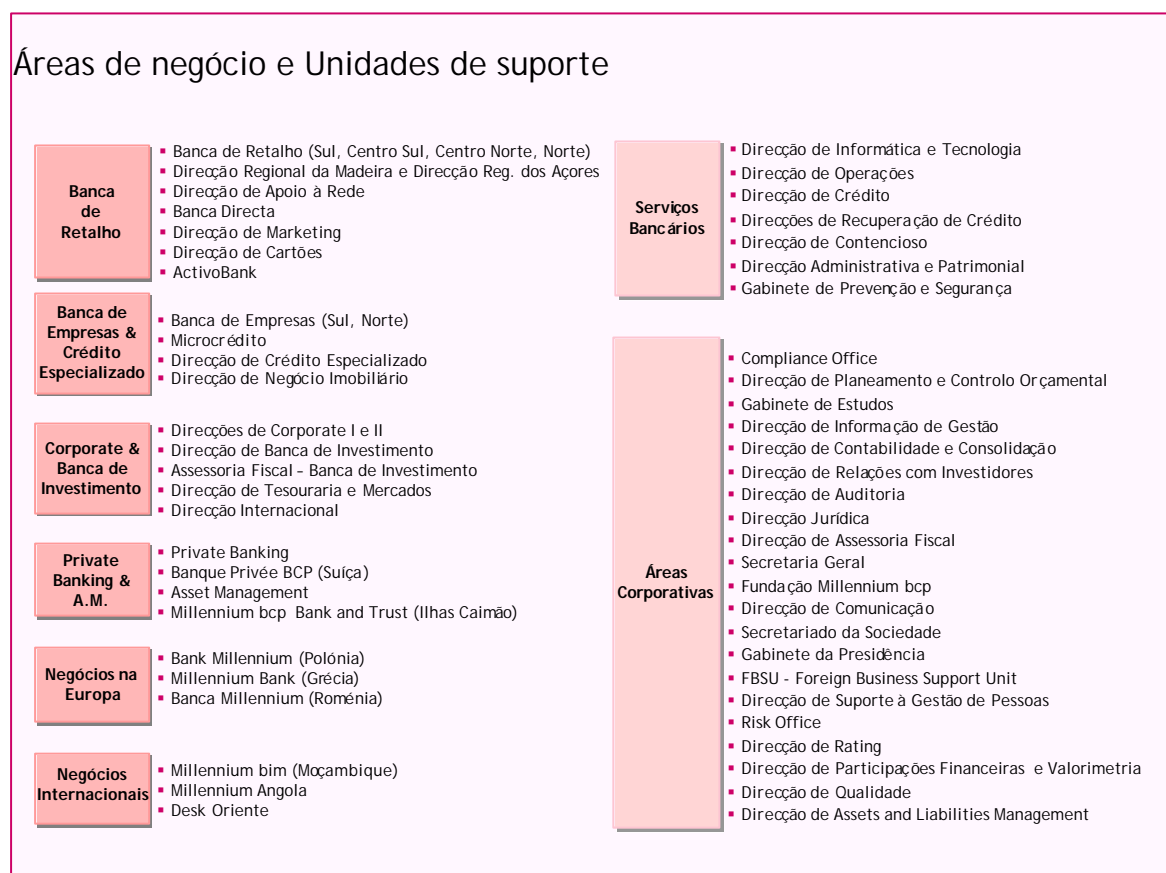 Áreas de negócio e Unidades de suporte
Banca
de
Retalho
▪ Banca de Retalho (Sul, Centro Sul, Centro Norte, Norte)
▪ Direcção Regional da Madeira e Direcção Reg. dos Açores
▪ Direcção de Apoio à Rede
▪ Banca Directa
▪ Direcção de Marketing
▪ Direcção de Cartões
▪ ActivoBank
Banca de
Empresas &
Crédito
Especializado
▪ Banca de Empresas (Sul, Norte)
▪ Microcrédito
▪ Direcção de Crédito Especializado
▪ Direcção de Negócio Imobiliário
Corporate &
Banca de
Investimento
▪ Direcções de Corporate I e II
▪ Direcção de Banca de Investimento
▪ Assessoria Fiscal – Banca de Investimento
▪ Direcção de Tesouraria e Mercados
▪ Direcção Internacional
Private
Banking &
A.M.
▪ Private Banking
▪ Banque Privée BCP (Suíça)
▪ Asset Management
▪ Millennium bcp Bank and Trust (Ilhas Caimão)
Negócios na
Europa
▪ Bank Millennium (Polónia)
▪ Millennium Bank (Grécia)
▪ Banca Millennium (Roménia)
Negócios
Internacionais
▪ Millennium bim (Moçambique)
▪ Millennium Angola
▪ Desk Oriente
Serviços
Bancários
▪ Direcção de Informática e Tecnologia
▪ Direcção de Operações
▪ Direcção de Crédito
▪ Direcções de Recuperação de Crédito
▪ Direcção de Contencioso
▪ Direcção Administrativa e Patrimonial
▪ Gabinete de Prevenção e Segurança
Áreas
Corporativas
▪ Compliance Office
▪ Direcção de Planeamento e Controlo Orçamental
▪ Gabinete de Estudos
▪ Direcção de Informação de Gestão
▪ Direcção de Contabilidade e Consolidação
▪ Direcção de Relações com Investidores
▪ Direcção de Auditoria
▪ Direcção Jurídica
▪ Direcção de Assessoria Fiscal
▪ Secretaria Geral
▪ Fundação Millennium bcp
▪ Direcção de Comunicação
▪ Secretariado da Sociedade
▪ Gabinete da Presidência
▪ FBSU - Foreign Business Support Unit
▪ Direcção de Suporte à Gestão de Pessoas
▪ Risk Office
▪ Direcção de Rating
▪ Direcção de Participações Financeiras e Valorimetria
▪ Direcção de Qualidade
▪ Direcção de Assets and Liabilities Management